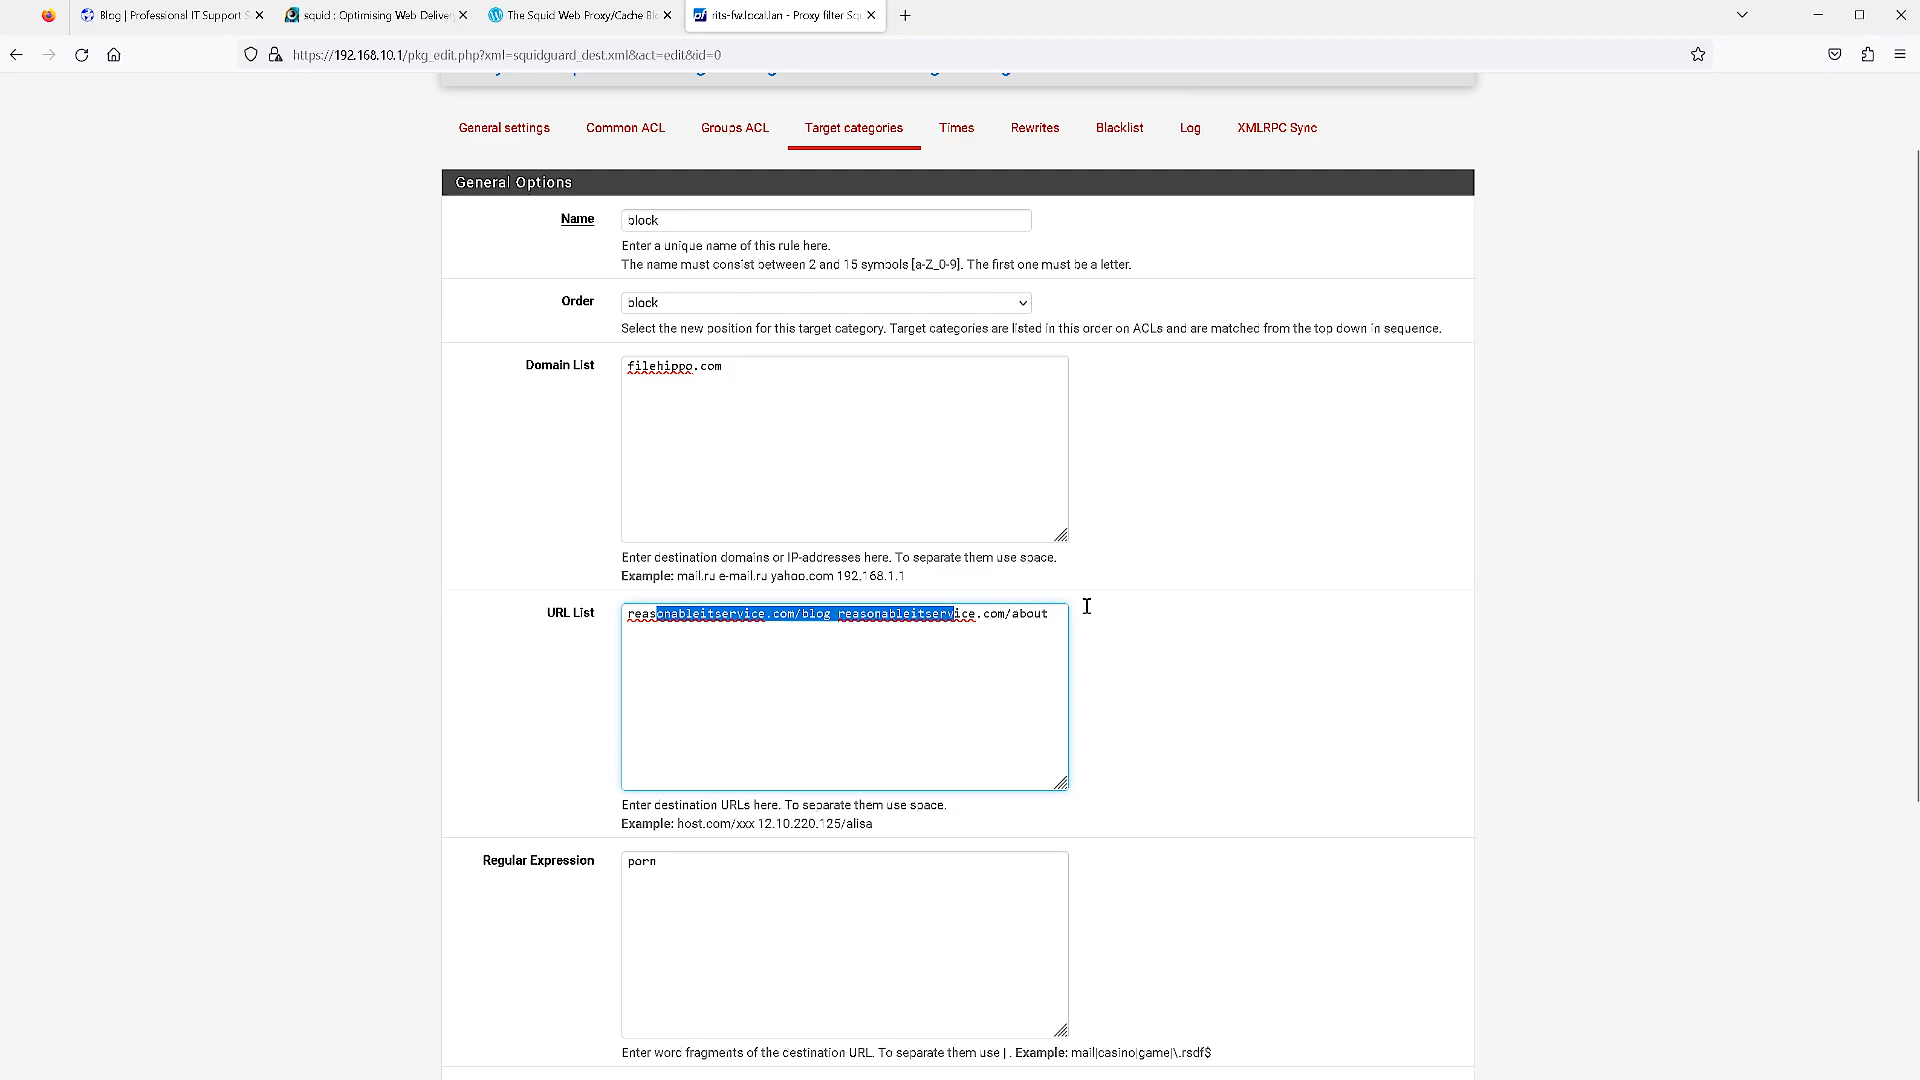 Blog | Professional IT Support S
squid : Optimising Web Delivery
The Squid Web Proxy/Cache Blo
rits-fw.local.lan - Proxy filter Squ
https://192.168.10.1/pkg_edit.php?xml=squidguard_dest.xml&act=edit&id=0
General settings
Common ACL
Groups ACL
Target categories
Times
Rewrites
Blacklist
Log
XMLRPC Sync
General Options
Name
block
Enter a unique name of this rule here.
The name must consist between 2 and 15 symbols [a-Z_0-9]. The first one must be a letter.
Order
block
Select the new position for this target category. Target categories are listed in this order on ACLs and are matched from the top down in sequence.
Domain List
filehippo.com
Enter destination domains or IP-addresses here. To separate them use space.
Example: mail.ru e-mail.ru yahoo.com 192.168.1.1
URL List
reasonableitservice.com/blog reasonableitservice.com/about
Enter destination URLs here. To separate them use space.
Example: host.com/xxx 12.10.220.125/alisa
Regular Expression
porn
Enter word fragments of the destination URL. To separate them use | . Example: mail|casino|game|\.rsdf$